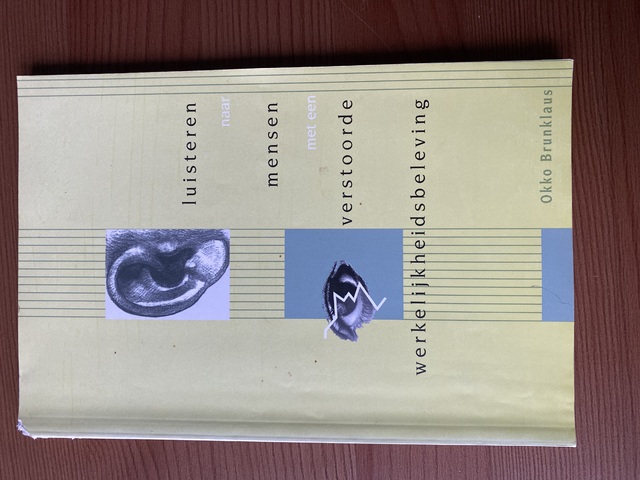 luisteren
naar
mensen
met een
verstoorde
werkelijkheidsbeleving
Okko Brunklaus